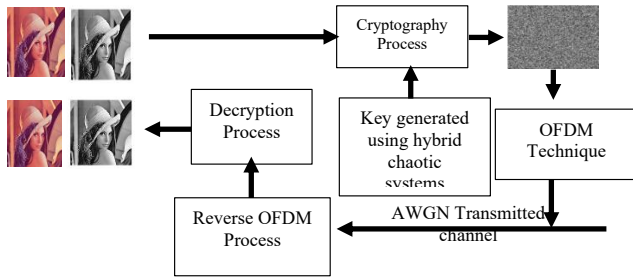 Cryptography
Process
Decryption
Process
Key generated
using hybrid
chaotic
systems
OFDM
Technique
Reverse OFDM
Process
AWGN Transmitted
channel